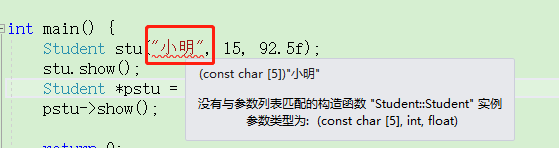 int main() {
Student stu("小明", 15, 92.5f);
stu.show();
Student *pstu =
pstu->show();
(const char [5])"小明"
没有与参数列表匹配的构造函数 "Student::Student" 实例
参数类型为: (const char [5], int, float)